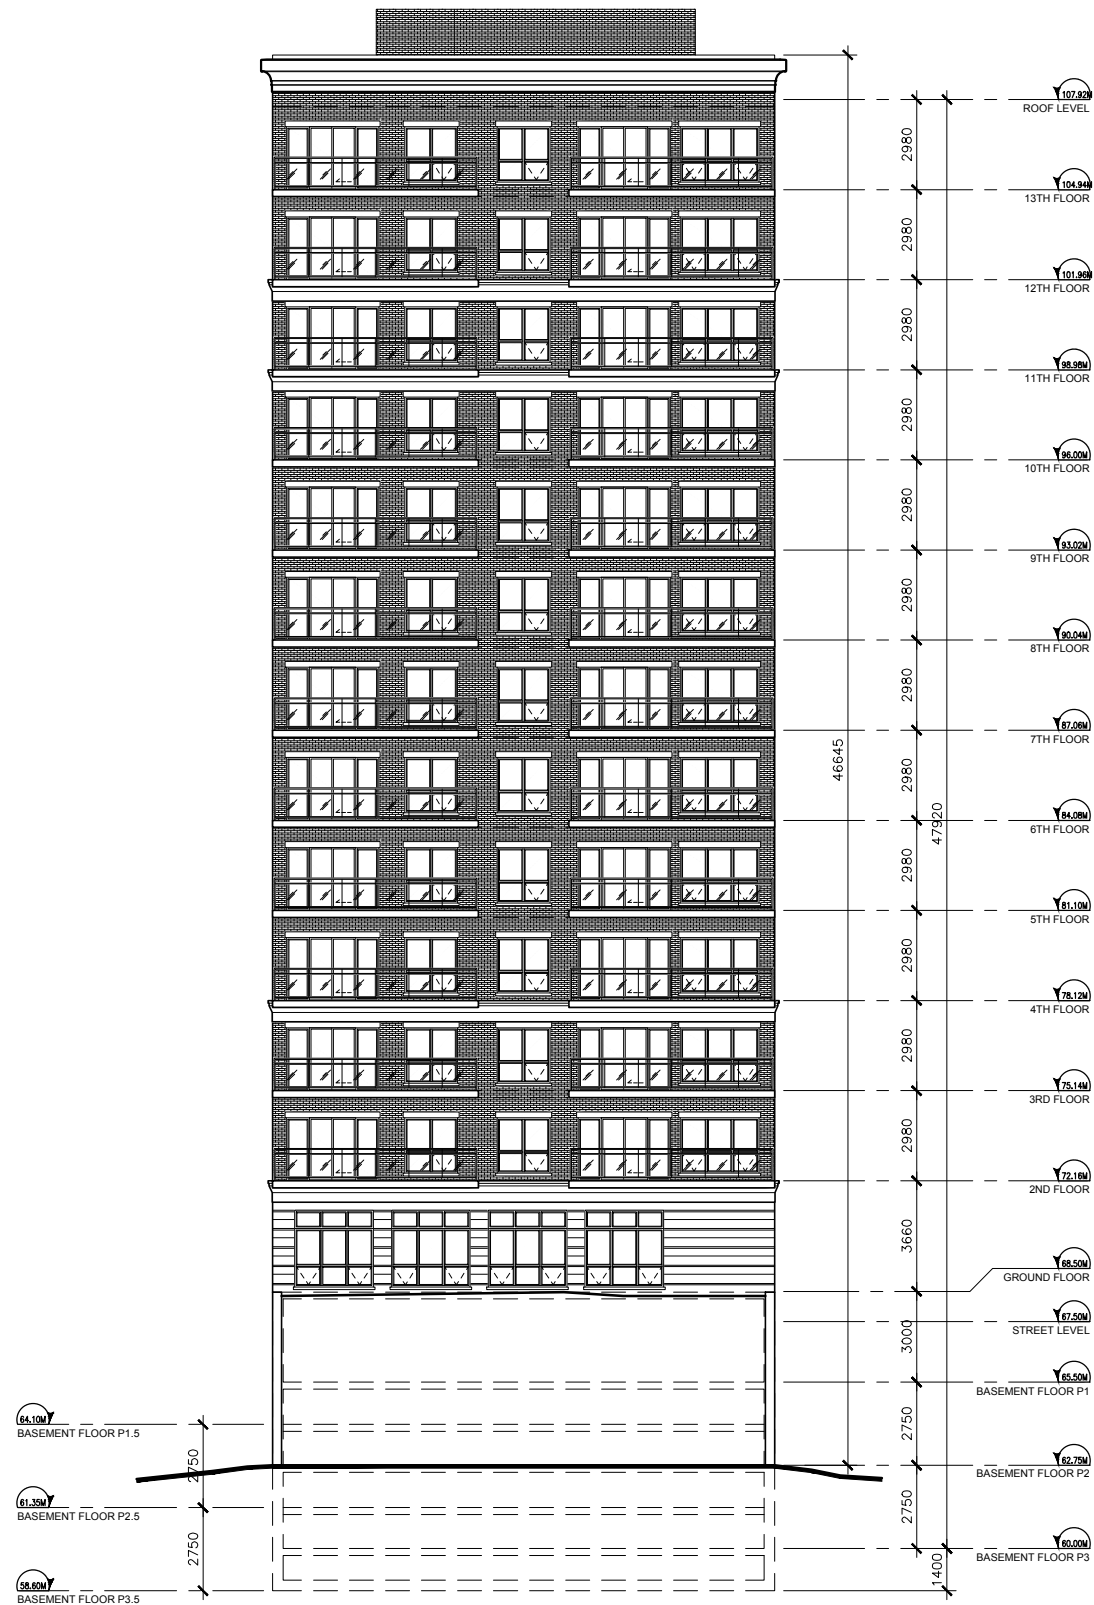 107.92M
ROOF LEVEL
2980
104.94M
13TH FLOOR
2980
101.96M
12TH FLOOR
2980
98.98M
11TH FLOOR
2980
96.00M
10TH FLOOR
2980
93.02M
9TH FLOOR
2980
90.04M
8TH FLOOR
2980
87.06M
7TH FLOOR
46645
2980
47920
84.08M
6TH FLOOR
2980
81.10M
5TH FLOOR
2980
78.12M
4TH FLOOR
2980
75.14M
3RD FLOOR
2980
72.16M
2ND FLOOR
3660
68.50M
GROUND FLOOR
67.50M
STREET LEVEL
3000
65.50M
BASEMENT FLOOR P1
64.10M
BASEMENT FLOOR P1.5
2750
2750
62.75M
BASEMENT FLOOR P2
61.35M
BASEMENT FLOOR P2.5
2750
2750
60.00M
BASEMENT FLOOR P3
1400
58.60M
BASEMENT FLOOR P3.5